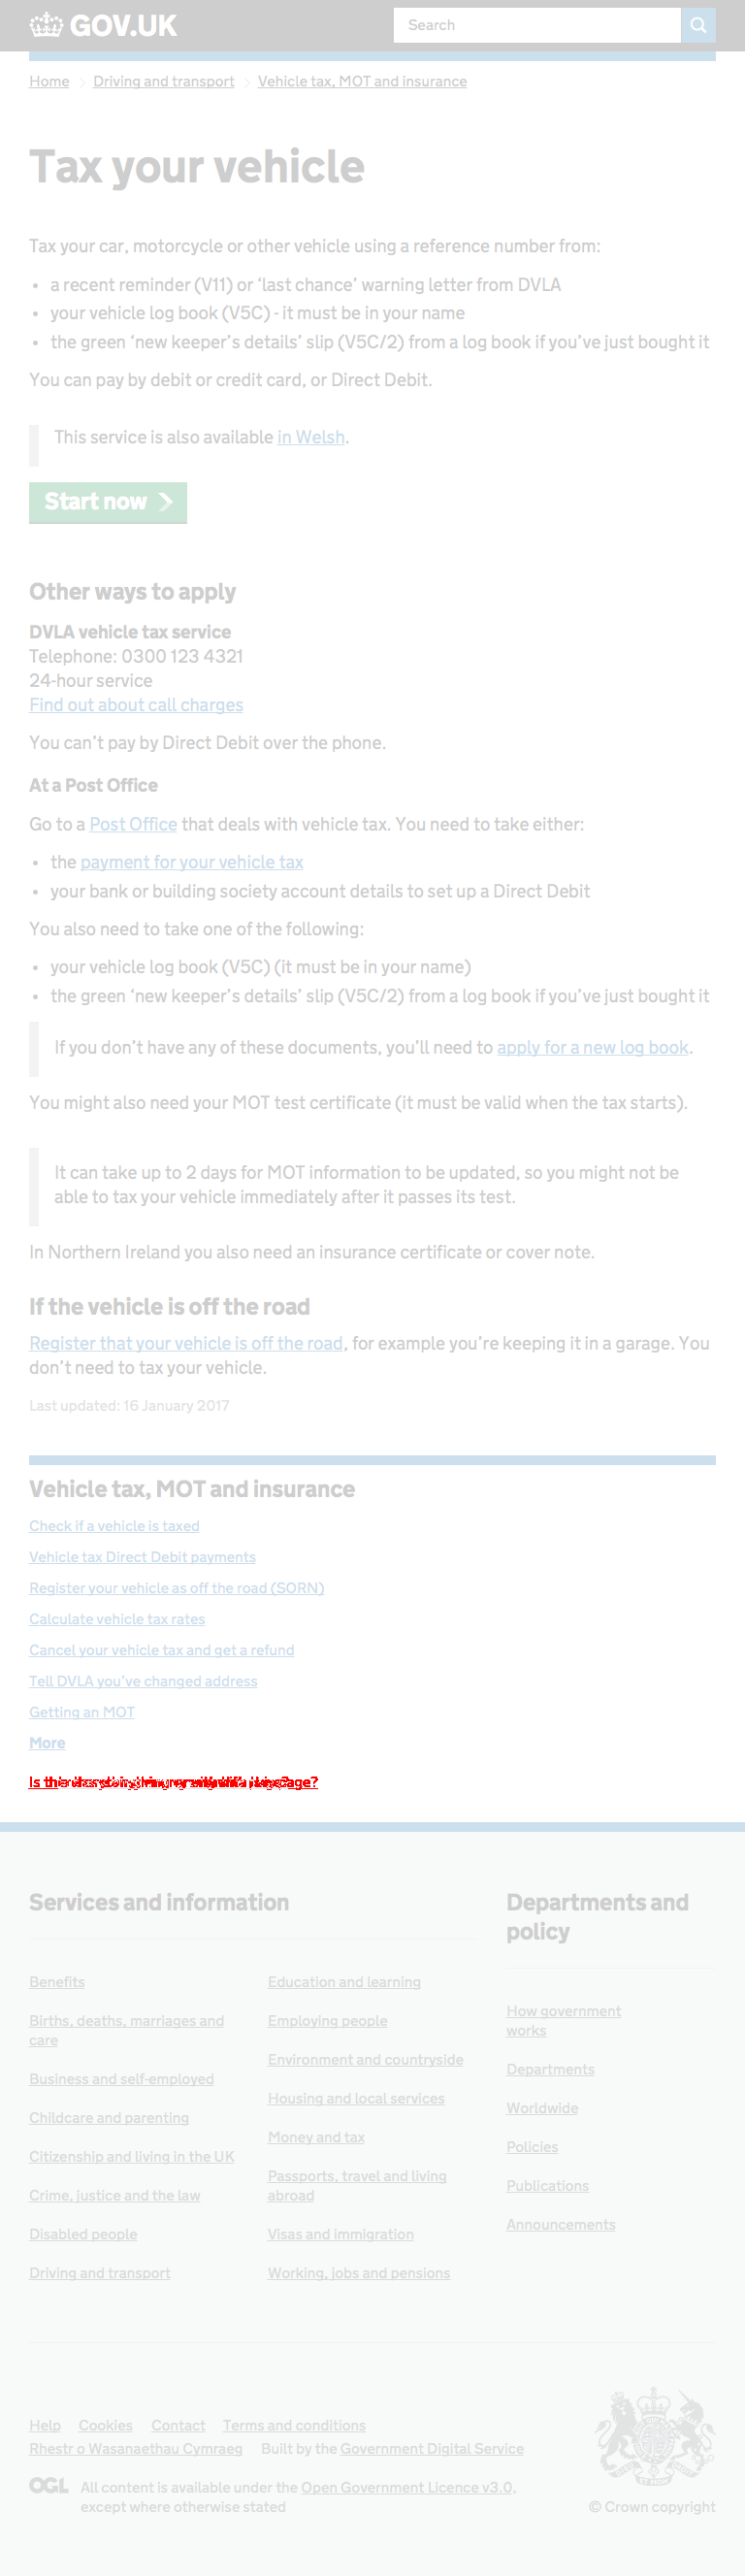 GOV.UK
Search
Home
Driving and transport
Vehicle tax, MOT and insurance
Tax your vehicle
Tax your car, motorcycle or other vehicle using a reference number from:
• a recent reminder (V11) or ‘last chance’ warning letter from DVLA
• your vehicle log book (V5C) - it must be in your name
• the green ‘new keeper’s details’ slip (V5C/2) from a log book if you’ve just bought it
You can pay by debit or credit card, or Direct Debit.
This service is also available in Welsh.
Start now
Other ways to apply
DVLA vehicle tax service
Telephone: 0300 123 4321
24-hour service
Find out about call charges
You can’t pay by Direct Debit over the phone.
At a Post Office
Go to a Post Office that deals with vehicle tax. You need to take either:
• the payment for your vehicle tax
• your bank or building society account details to set up a Direct Debit
You also need to take one of the following:
• your vehicle log book (V5C) (it must be in your name)
• the green ‘new keeper’s details’ slip (V5C/2) from a log book if you’ve just bought it
If you don’t have any of these documents, you’ll need to apply for a new log book.
You might also need your MOT test certificate (it must be valid when the tax starts).
It can take up to 2 days for MOT information to be updated, so you might not be
able to tax your vehicle immediately after it passes its test.
In Northern Ireland you also need an insurance certificate or cover note.
If the vehicle is off the road
Register that your vehicle is off the road, for example you’re keeping it in a garage. You
don’t need to tax your vehicle.
Last updated: 16 January 2017
Vehicle tax, MOT and insurance
Check if a vehicle is taxed
Vehicle tax Direct Debit payments
Register your vehicle as off the road (SORN)
Calculate vehicle tax rates
Cancel your vehicle tax and get a refund
Tell DVLA you’ve changed address
Getting an MOT
More
Services and information
Benefits
Births, deaths, marriages and
care
Business and self-employed
Childcare and parenting
Citizenship and living in the UK
Crime, justice and the law
Disabled people
Driving and transport
Education and learning
Employing people
Environment and countryside
Housing and local services
Money and tax
Passports, travel and living
abroad
Visas and immigration
Working, jobs and pensions
Departments and
policy
How government
works
Departments
Worldwide
Policies
Publications
Announcements
Help Cookies Contact Terms and conditions
Rhestr o Wasanaethau Cymraeg Built by the Government Digital Service
OGL All content is available under the Open Government Licence v3.0,
except where otherwise stated
© Crown copyright